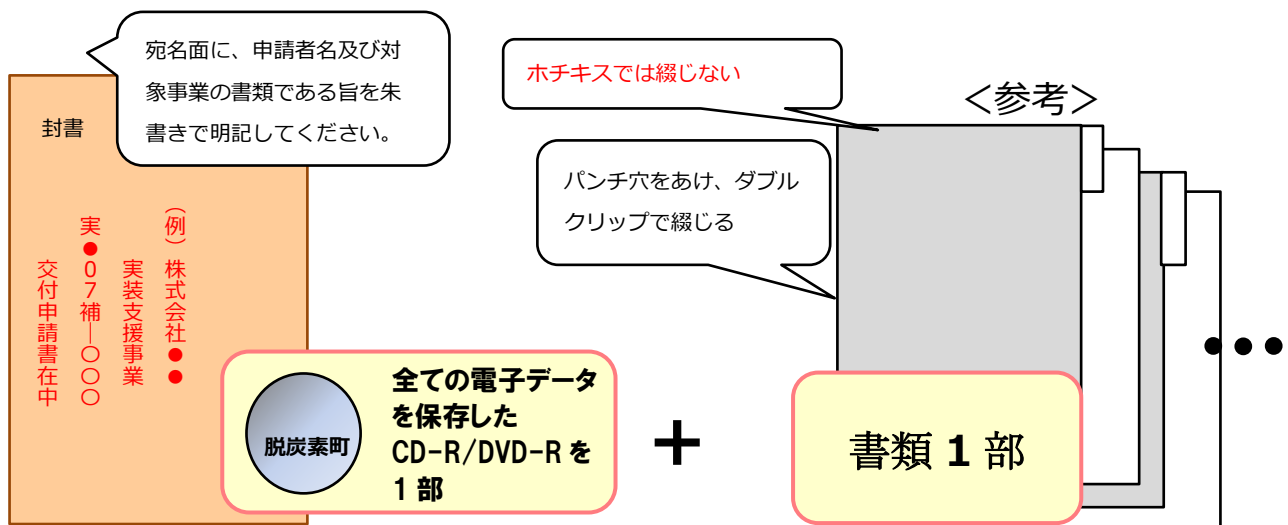 宛名面に、申請者名及び対
象事業の書類である旨を朱
書きで明記してください。
封書
(例)株式会社●●
実装支援事業
実●07補―〇〇〇
交付申請書在中
脱炭素町
全ての電子データ
を保存した
CD-R/DVD-R を
1 部
+
ホチキスでは綴じない
<参考>
パンチ穴をあけ、ダブル
クリップで綴じる
書類 1 部
●●●